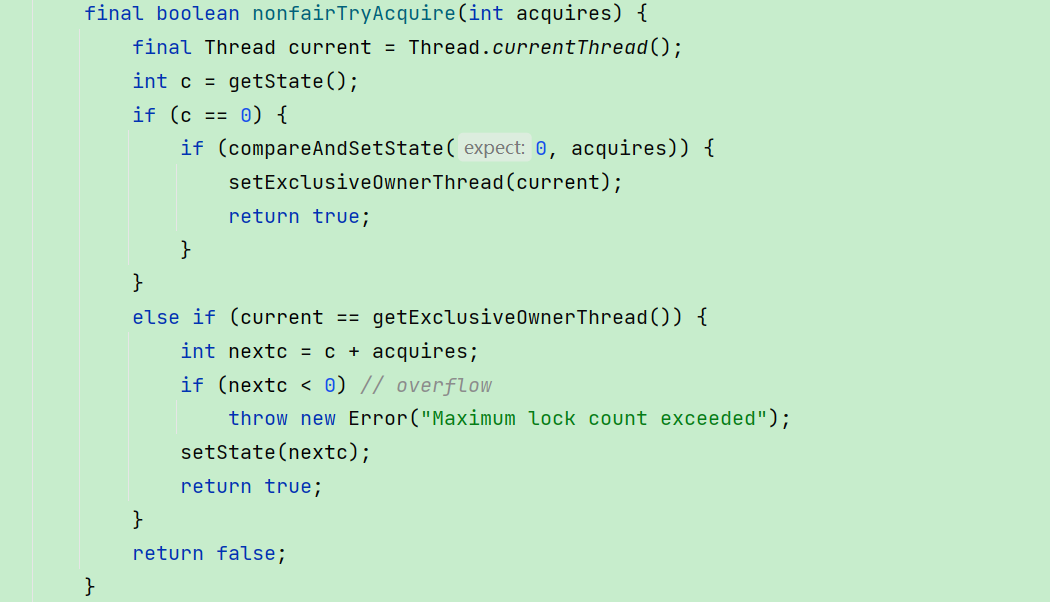 final boolean nonfairTryAcquire(int acquires) {
    final Thread current = Thread.currentThread();
    int c = getState();
    if (c == 0) {
        if (compareAndSetState( expect: 0, acquires)) {
            setExclusiveOwnerThread(current);
            return true;
        }
    }
    else if (current == getExclusiveOwnerThread()) {
        int nextc = c + acquires;
        if (nextc < 0) // overflow
            throw new Error("Maximum lock count exceeded");
        setState(nextc);
        return true;
    }
    return false;
}